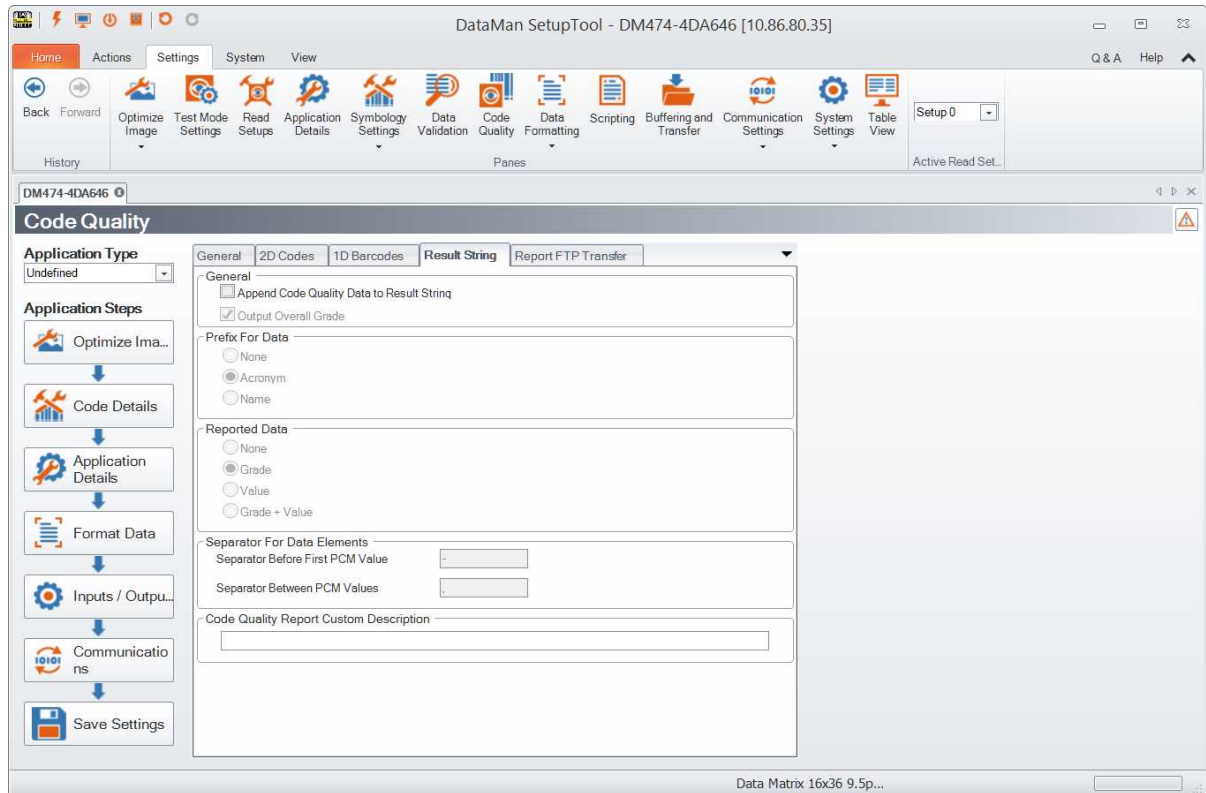 DataMan SetupTool - DM474-4DA646 [10.86.80.35]
Home Actions Settings System View Q & A Help
Back Forward
Optimize Image
Test Mode Settings
Read Setups
Application Details
Symbology Settings
Data Validation
Code Quality
Data Formatting
Scripting
Buffering and Transfer
Communication Settings
System Settings
Table View
Setup 0
History Panes Active Read Set...
DM474-4DA646
Code Quality
Application Type
Undefined
Application Steps
Optimize Ima...
Code Details
Application
Details
Format Data
Inputs / Outpu...
Communicatio
ns
Save Settings
General 2D Codes 1D Barcodes Result String Report FTP Transfer
General
Append Code Quality Data to Result String
Output Overall Grade
Prefix For Data
None
Acronym
Name
Reported Data
None
Grade
Value
Grade + Value
Separator For Data Elements
Separator Before First PCM Value -
Separator Between PCM Values ,
Code Quality Report Custom Description
Data Matrix 16x36 9.5p...